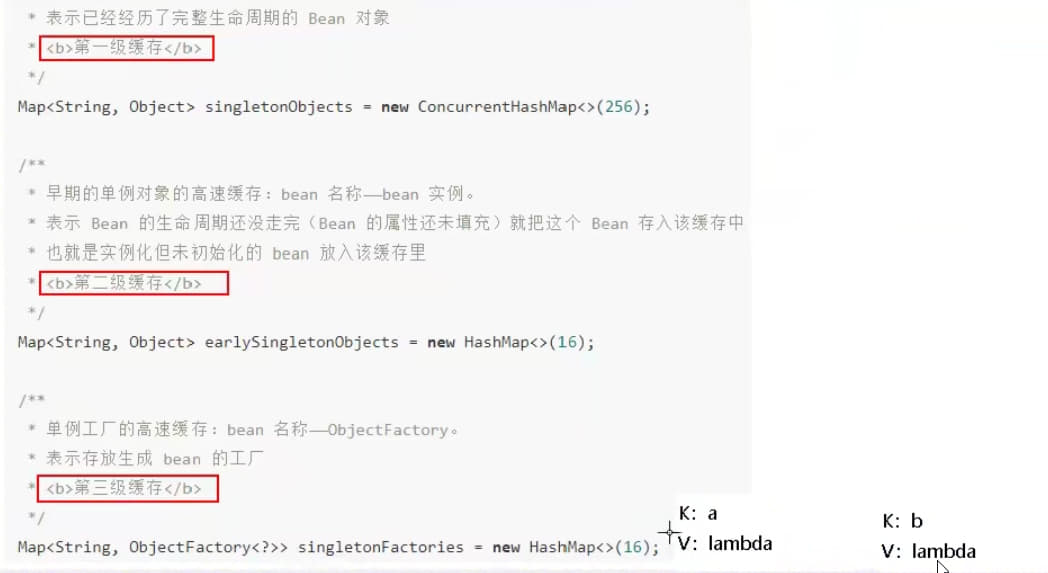 * 表示已经经历了完整生命周期的 Bean 对象
* <b>第一级缓存</b>
*/
Map<String, Object> singletonObjects = new ConcurrentHashMap<>(256);
/**
* 早期的单例对象的高速缓存：bean 名称——bean 实例。
* 表示 Bean 的生命周期还没走完（Bean 的属性还未填充）就把这个 Bean 存入该缓存中
* 也就是实例化但未初始化的 bean 放入该缓存里
* <b>第二级缓存</b>
*/
Map<String, Object> earlySingletonObjects = new HashMap<>(16);
/**
* 单例工厂的高速缓存：bean 名称——ObjectFactory。
* 表示存放生成 bean 的工厂
* <b>第三级缓存</b>
*/
Map<String, ObjectFactory<?>> singletonFactories = new HashMap<>(16);
K: a
V: lambda
K: b
V: lambda